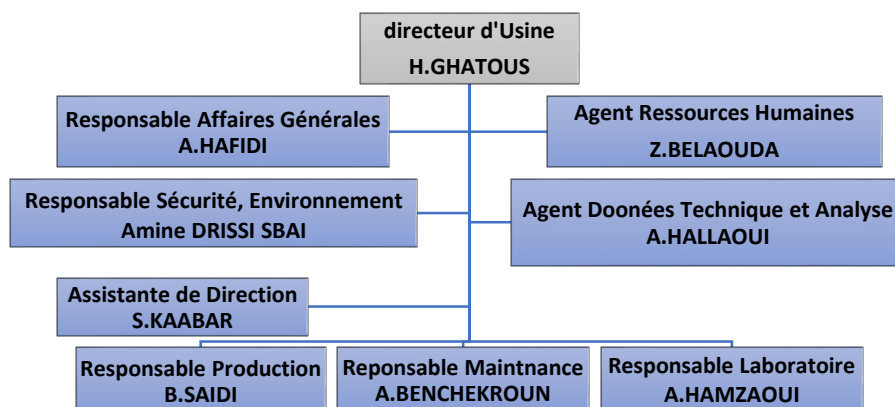 directeur d'Usine
H.GHATOUS
Responsable Affaires Générales
A.HAFIDI
Agent Ressources Humaines
Z.BELAOUDA
Responsable Sécurité, Environnement
Amine DRISSI SBAI
Agent Doonées Technique et Analyse
A.HALLAOUI
Assistante de Direction
S.KAABAR
Responsable Production
B.SAIDI
Reponsable Maintnance
A.BENCHEKROUN
Responsable Laboratoire
A.HAMZAOUI